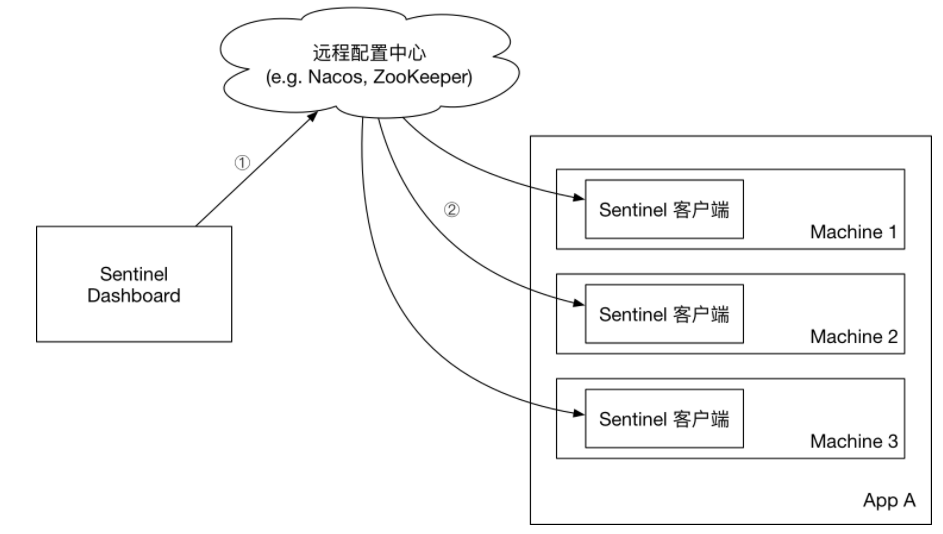 远程配置中心
(e.g. Nacos, ZooKeeper)
①
②
Sentinel
Dashboard
Sentinel 客户端
Machine 1
Sentinel 客户端
Machine 2
Sentinel 客户端
Machine 3
App A